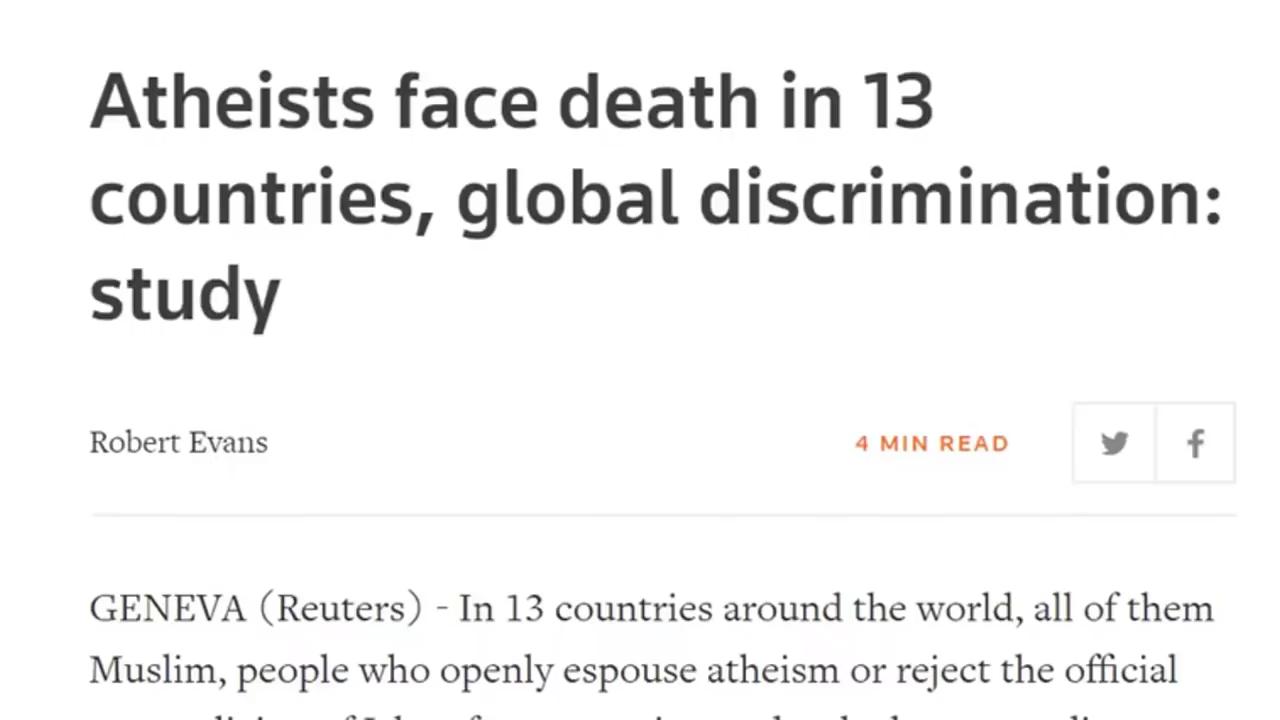 Atheists face death in 13
countries, global discrimination:
study
Robert Evans
4 MIN READ
GENEVA (Reuters) - In 13 countries around the world, all of them
Muslim, people who openly espouse atheism or reject the official